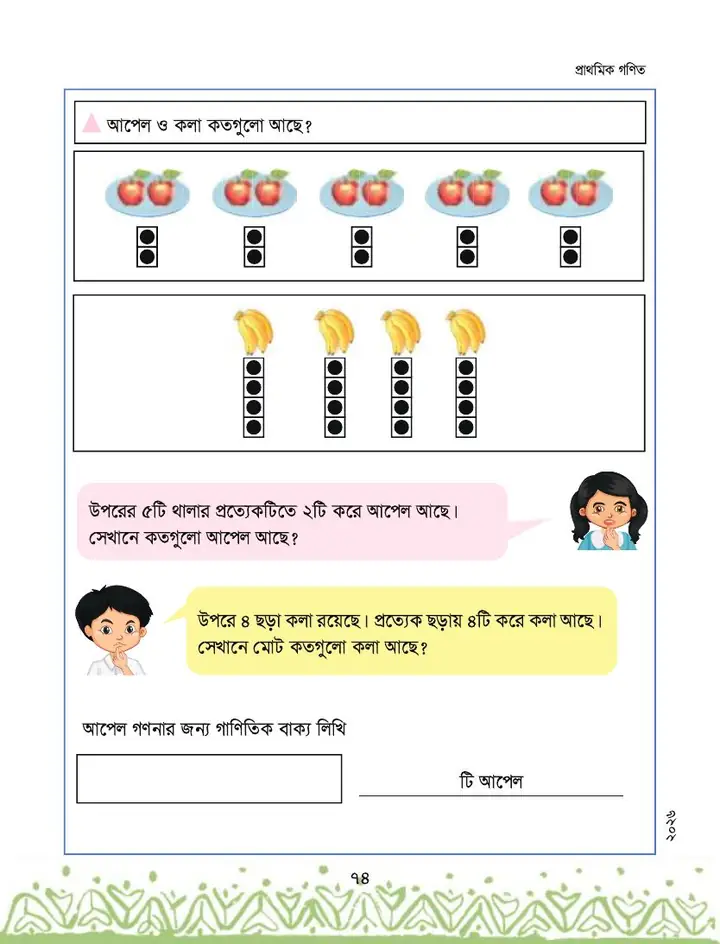 প্রাথমিক গণিত
আপেল ও কলা কতগুলো আছে?
উপরের ৫টি থালার প্রত্যেকটিতে ২টি করে আপেল আছে।
সেখানে কতগুলো আপেল আছে?
উপরে ৪ ছড়া কলা রয়েছে। প্রত্যেক ছড়ায় ৪টি করে কলা আছে।
সেখানে মোট কতগুলো কলা আছে?
আপেল গণনার জন্য গাণিতিক বাক্য লিখি
টি আপেল
২০২৬
৭৪